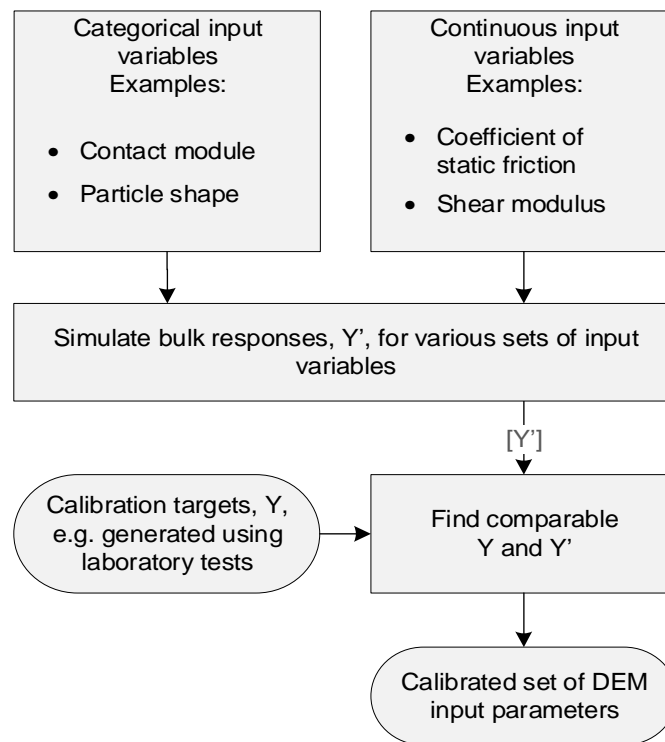 Categorical input
variables
Examples:
• Contact module
• Particle shape
Continuous input
variables
Examples:
• Coefficient of
static friction
• Shear modulus
Simulate bulk responses, Y’, for various sets of input
variables
[Y’]
Calibration targets, Y,
e.g. generated using
laboratory tests
Find comparable
Y and Y’
Calibrated set of DEM
input parameters